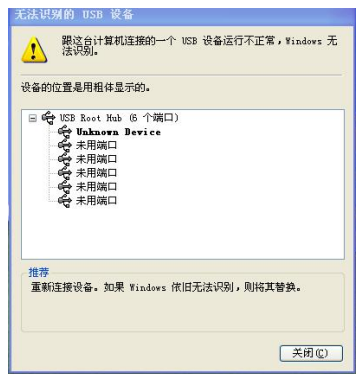 无法识别的 USB 设备
跟这台计算机连接的一个 USB 设备运行不正常，Windows 无
法识别。
设备的位置是用粗体显示的。
USB Root Hub (6 个端口)
Unknown Device
未用端口
未用端口
未用端口
未用端口
未用端口
推荐
重新连接设备。如果 Windows 依旧无法识别，则将其替换。
关闭(C)